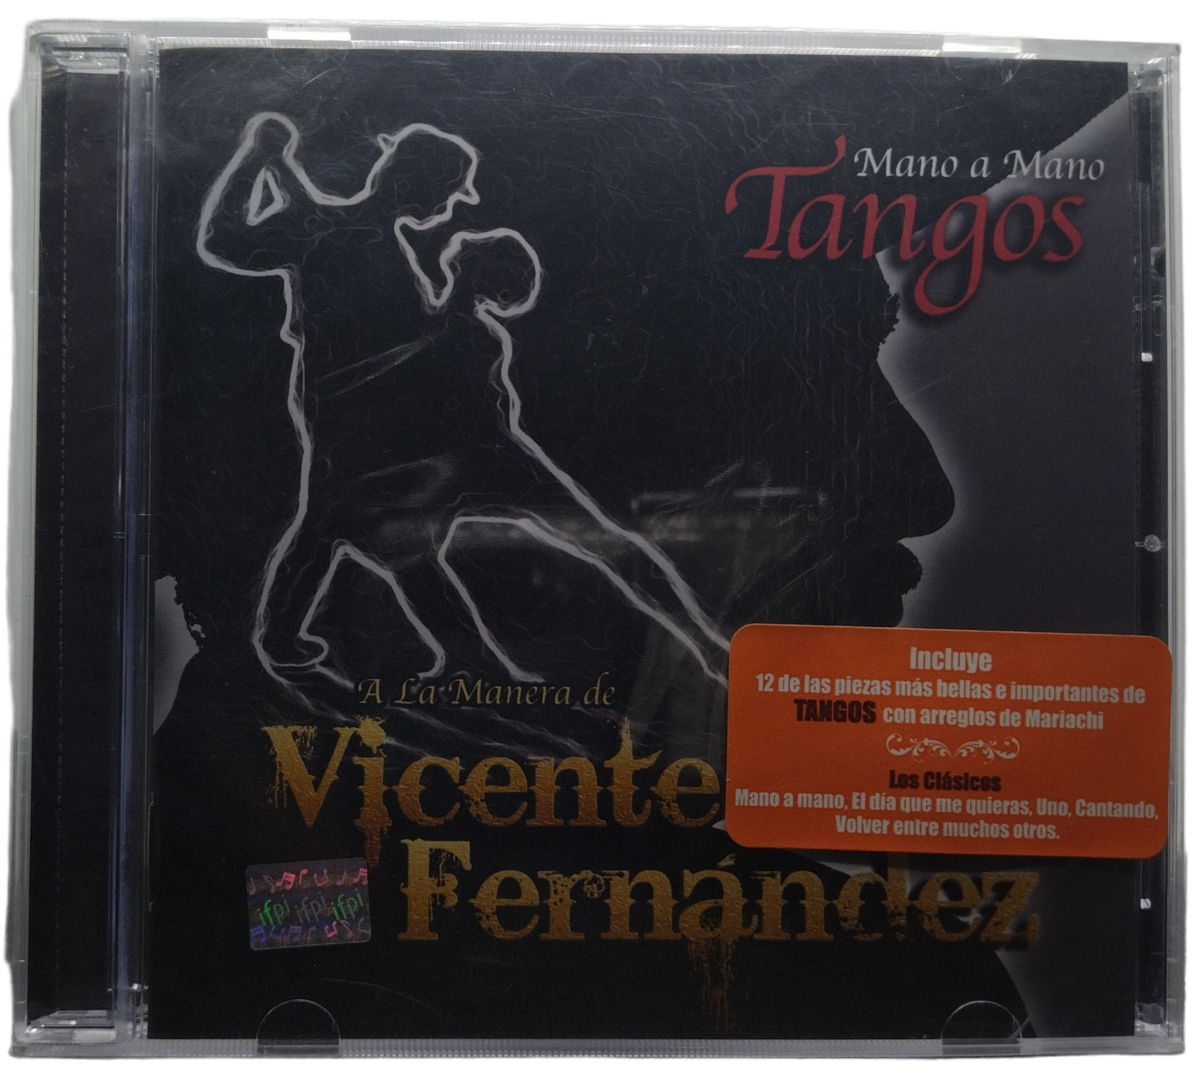 Mano a Mano
Tangos
A La Manera de
Vicente
Fernández
Incluye
12 de las piezas más bellas e importantes de
TANGOS con arreglos de Mariachi
Los Clásicos
Mano a mano, El día que me quieras, Uno, Cantando,
Volver entre muchos otros.
ifpi ifpi ifpi